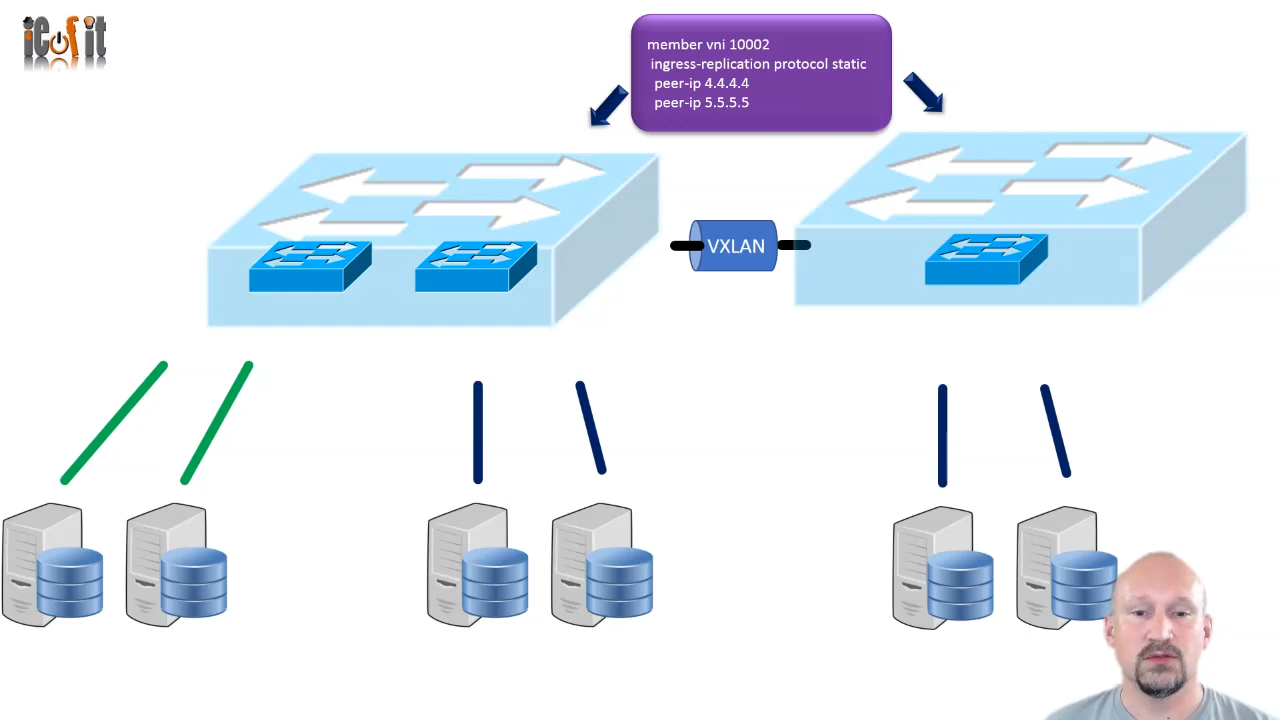 ieofit
member vni 10002
ingress-replication protocol static
peer-ip 4.4.4.4
peer-ip 5.5.5.5
VXLAN